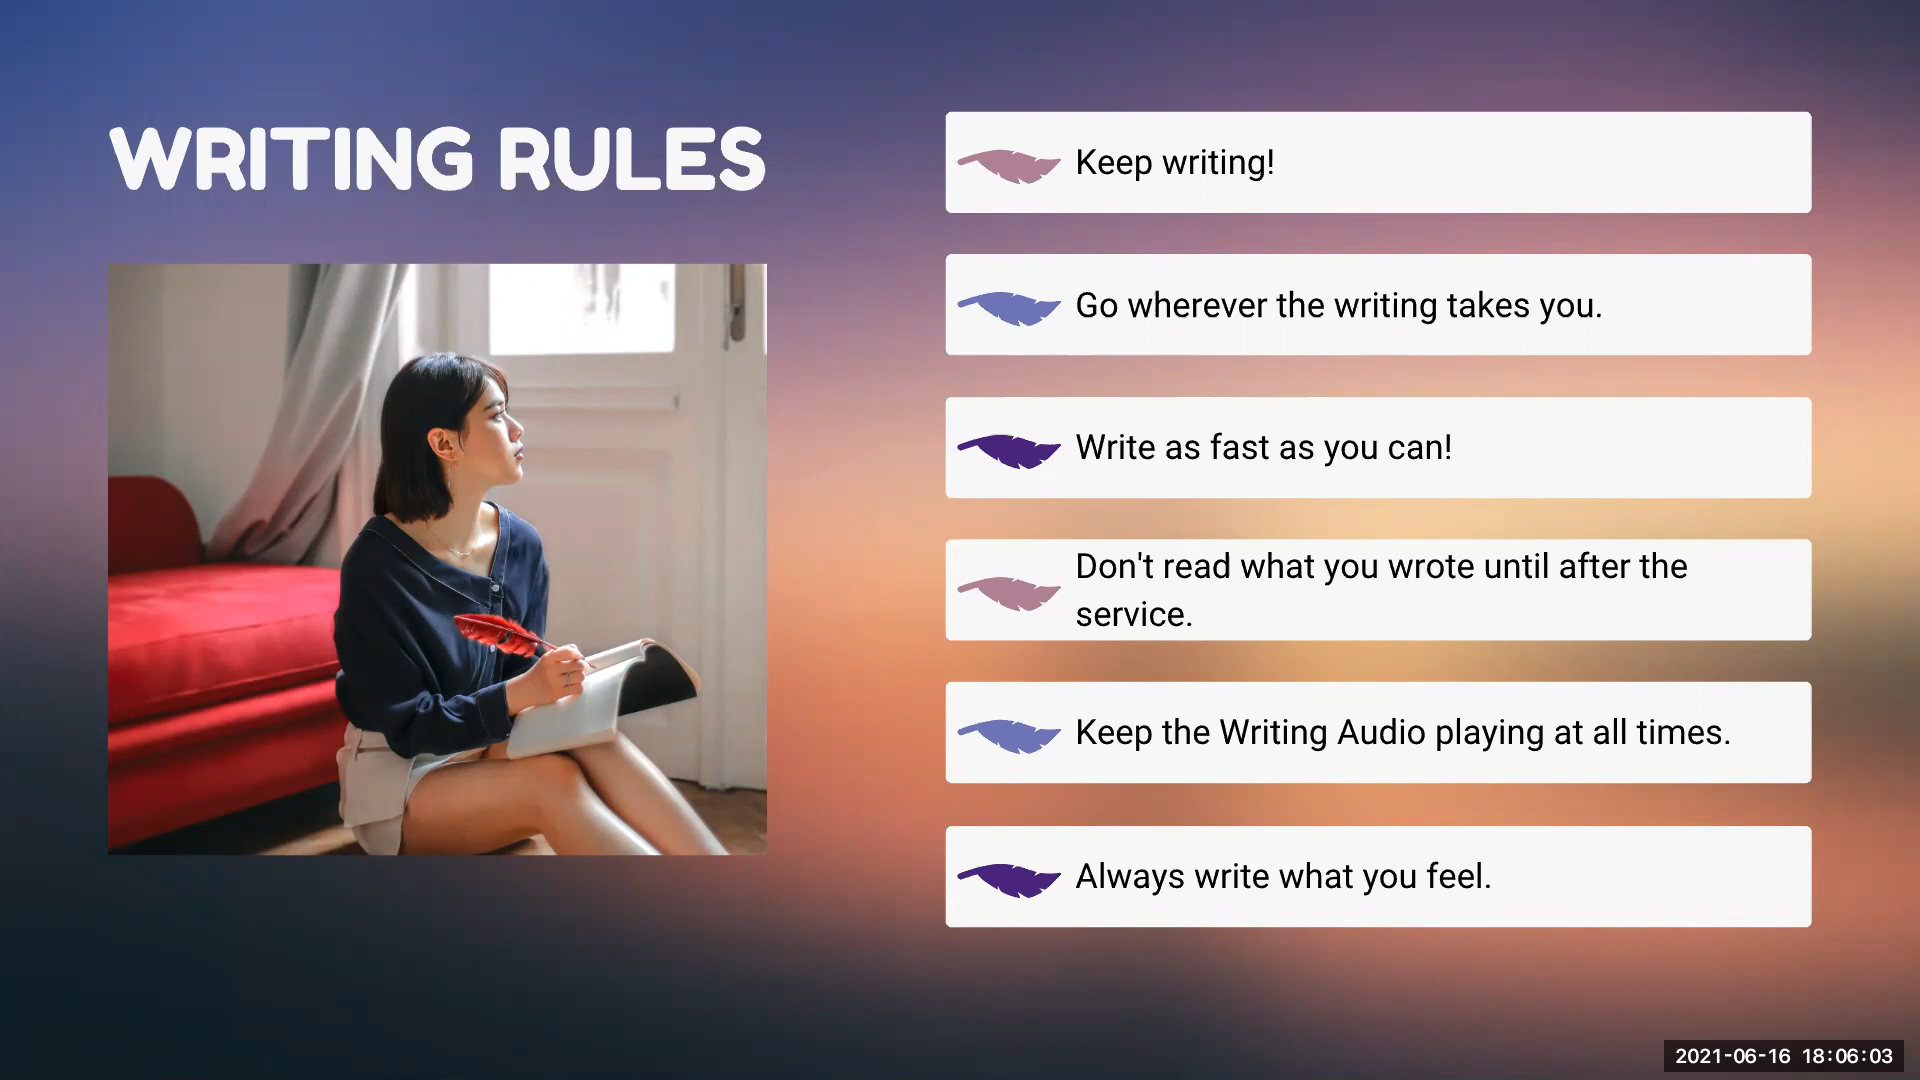 WRITING RULES
Keep writing!
Go wherever the writing takes you.
Write as fast as you can!
Don't read what you wrote until after the
service.
Keep the Writing Audio playing at all times.
Always write what you feel.
2021-06-16 18:06:03